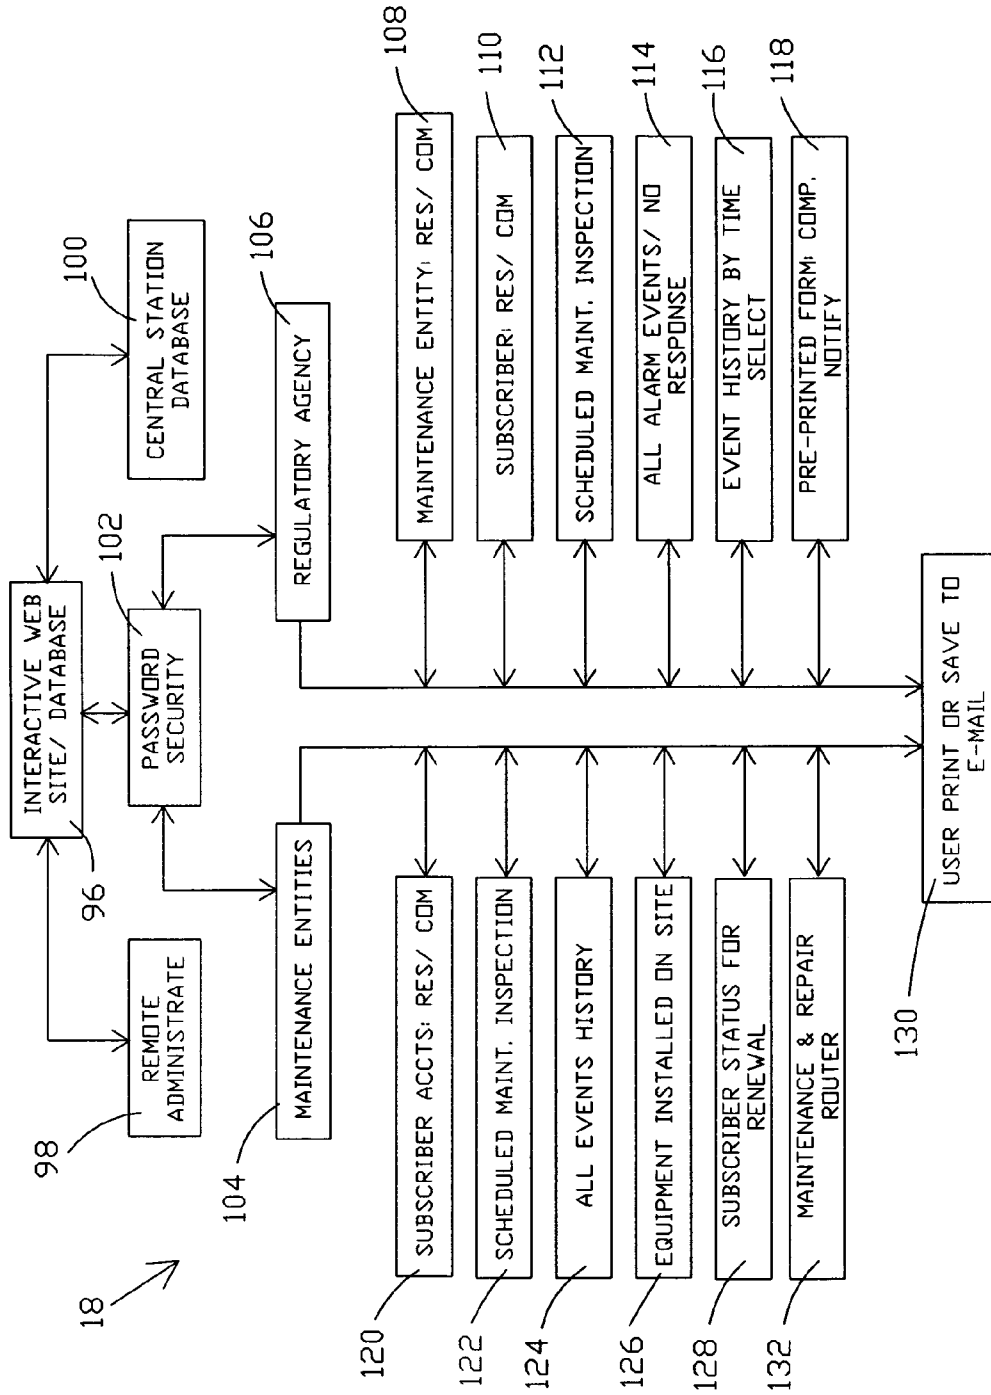 18
INTERACTIVE WEB
SITE/ DATABASE
96
REMOTE
ADMINISTRATE
98
PASSWORD
SECURITY
102
CENTRAL STATION
DATABASE
100
MAINTENANCE ENTITIES
104
REGULATORY AGENCY
106
120
SUBSCRIBER ACCTS: RES/ COM
122
SCHEDULED MAINT. INSPECTION
124
ALL EVENTS HISTORY
126
EQUIPMENT INSTALLED ON SITE
128
SUBSCRIBER STATUS FOR
RENEWAL
132
MAINTENANCE & REPAIR
ROUTER
MAINTENANCE ENTITY: RES/ COM
108
SUBSCRIBER: RES/ COM
110
SCHEDULED MAINT. INSPECTION
112
ALL ALARM EVENTS/ NO
RESPONSE
114
EVENT HISTORY BY TIME
SELECT
116
PRE-PRINTED FORM: COMP.
NOTIFY
118
130
USER PRINT OR SAVE TO
E-MAIL